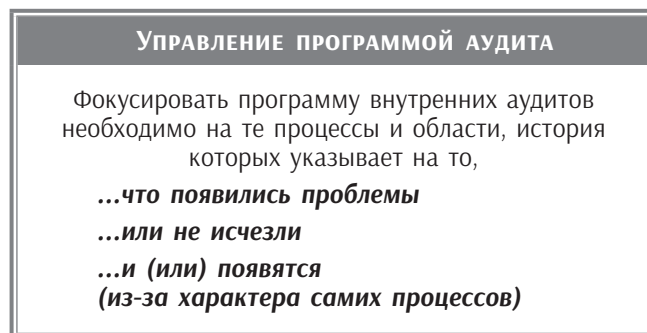 Управление программой аудита
Фокусировать программу внутренних аудитов
необходимо на те процессы и области, история
которых указывает на то,
...что появились проблемы
...или не исчезли
...и (или) появятся
(из-за характера самих процессов)